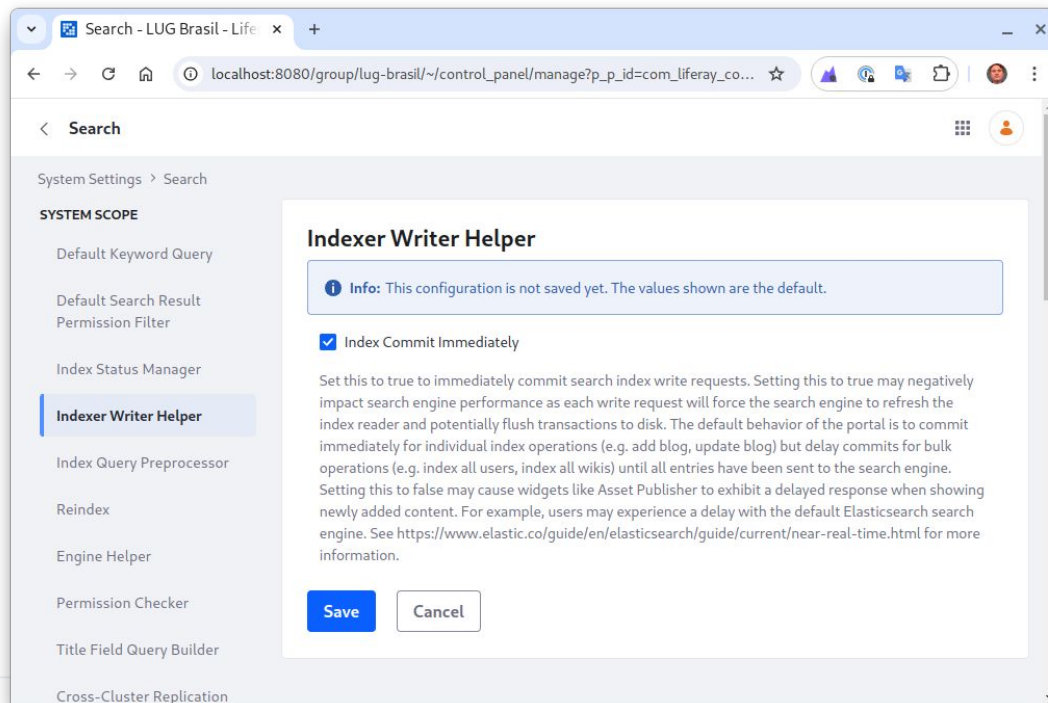 Search - LUG Brasil - Life
localhost:8080/group/lug-brasil/~/control_panel/manage?p_p_id=com_liferay_co...
Search
System Settings > Search
SYSTEM SCOPE
Default Keyword Query
Default Search Result
Permission Filter
Index Status Manager
Indexer Writer Helper
Index Query Preprocessor
Reindex
Engine Helper
Permission Checker
Title Field Query Builder
Cross-Cluster Replication
Indexer Writer Helper
Info: This configuration is not saved yet. The values shown are the default.
Index Commit Immediately
Set this to true to immediately commit search index write requests. Setting this to true may negatively
impact search engine performance as each write request will force the search engine to refresh the
index reader and potentially flush transactions to disk. The default behavior of the portal is to commit
immediately for individual index operations (e.g. add blog, update blog) but delay commits for bulk
operations (e.g. index all users, index all wikis) until all entries have been sent to the search engine.
Setting this to false may cause widgets like Asset Publisher to exhibit a delayed response when showing
newly added content. For example, users may experience a delay with the default Elasticsearch search
engine. See https://www.elastic.co/guide/en/elasticsearch/guide/current/near-real-time.html for more
information.
Save
Cancel